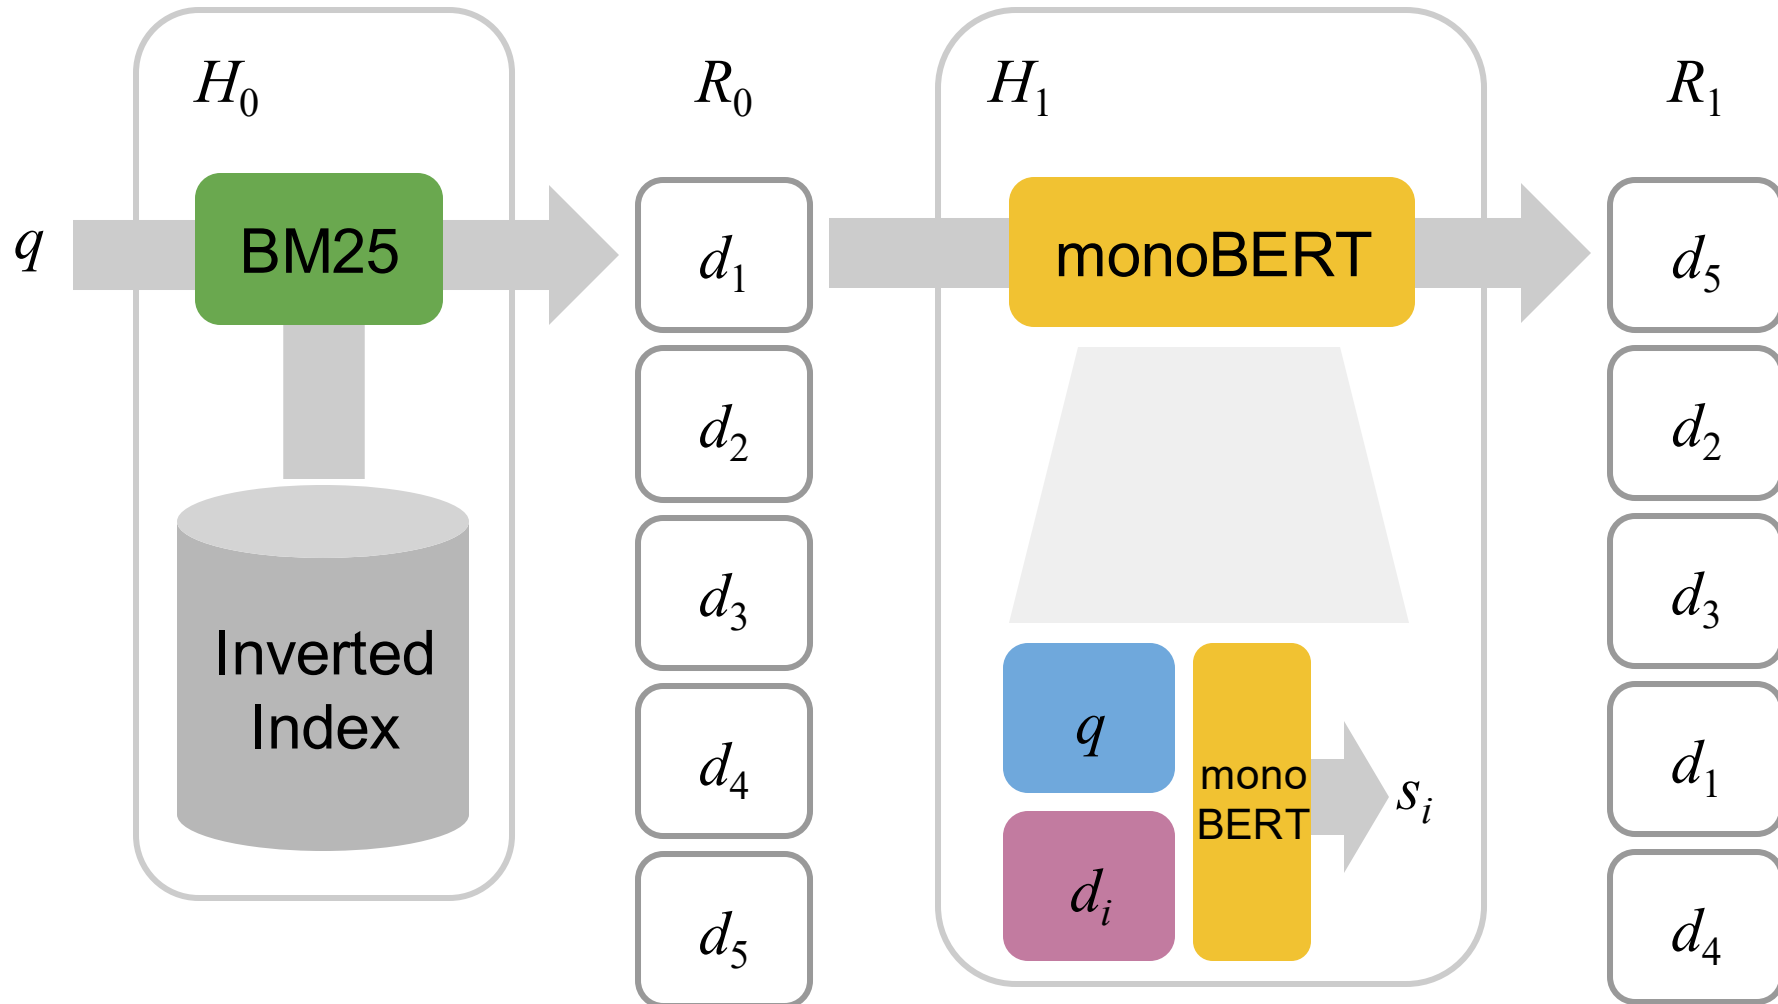 H₀
R₀
H₁
R₁
q
BM25
d₁
monoBERT
d₅
d₂
d₂
d₃
d₃
Inverted
Index
d₄
q
mono
BERT
sᵢ
d₁
dᵢ
d₅
d₄